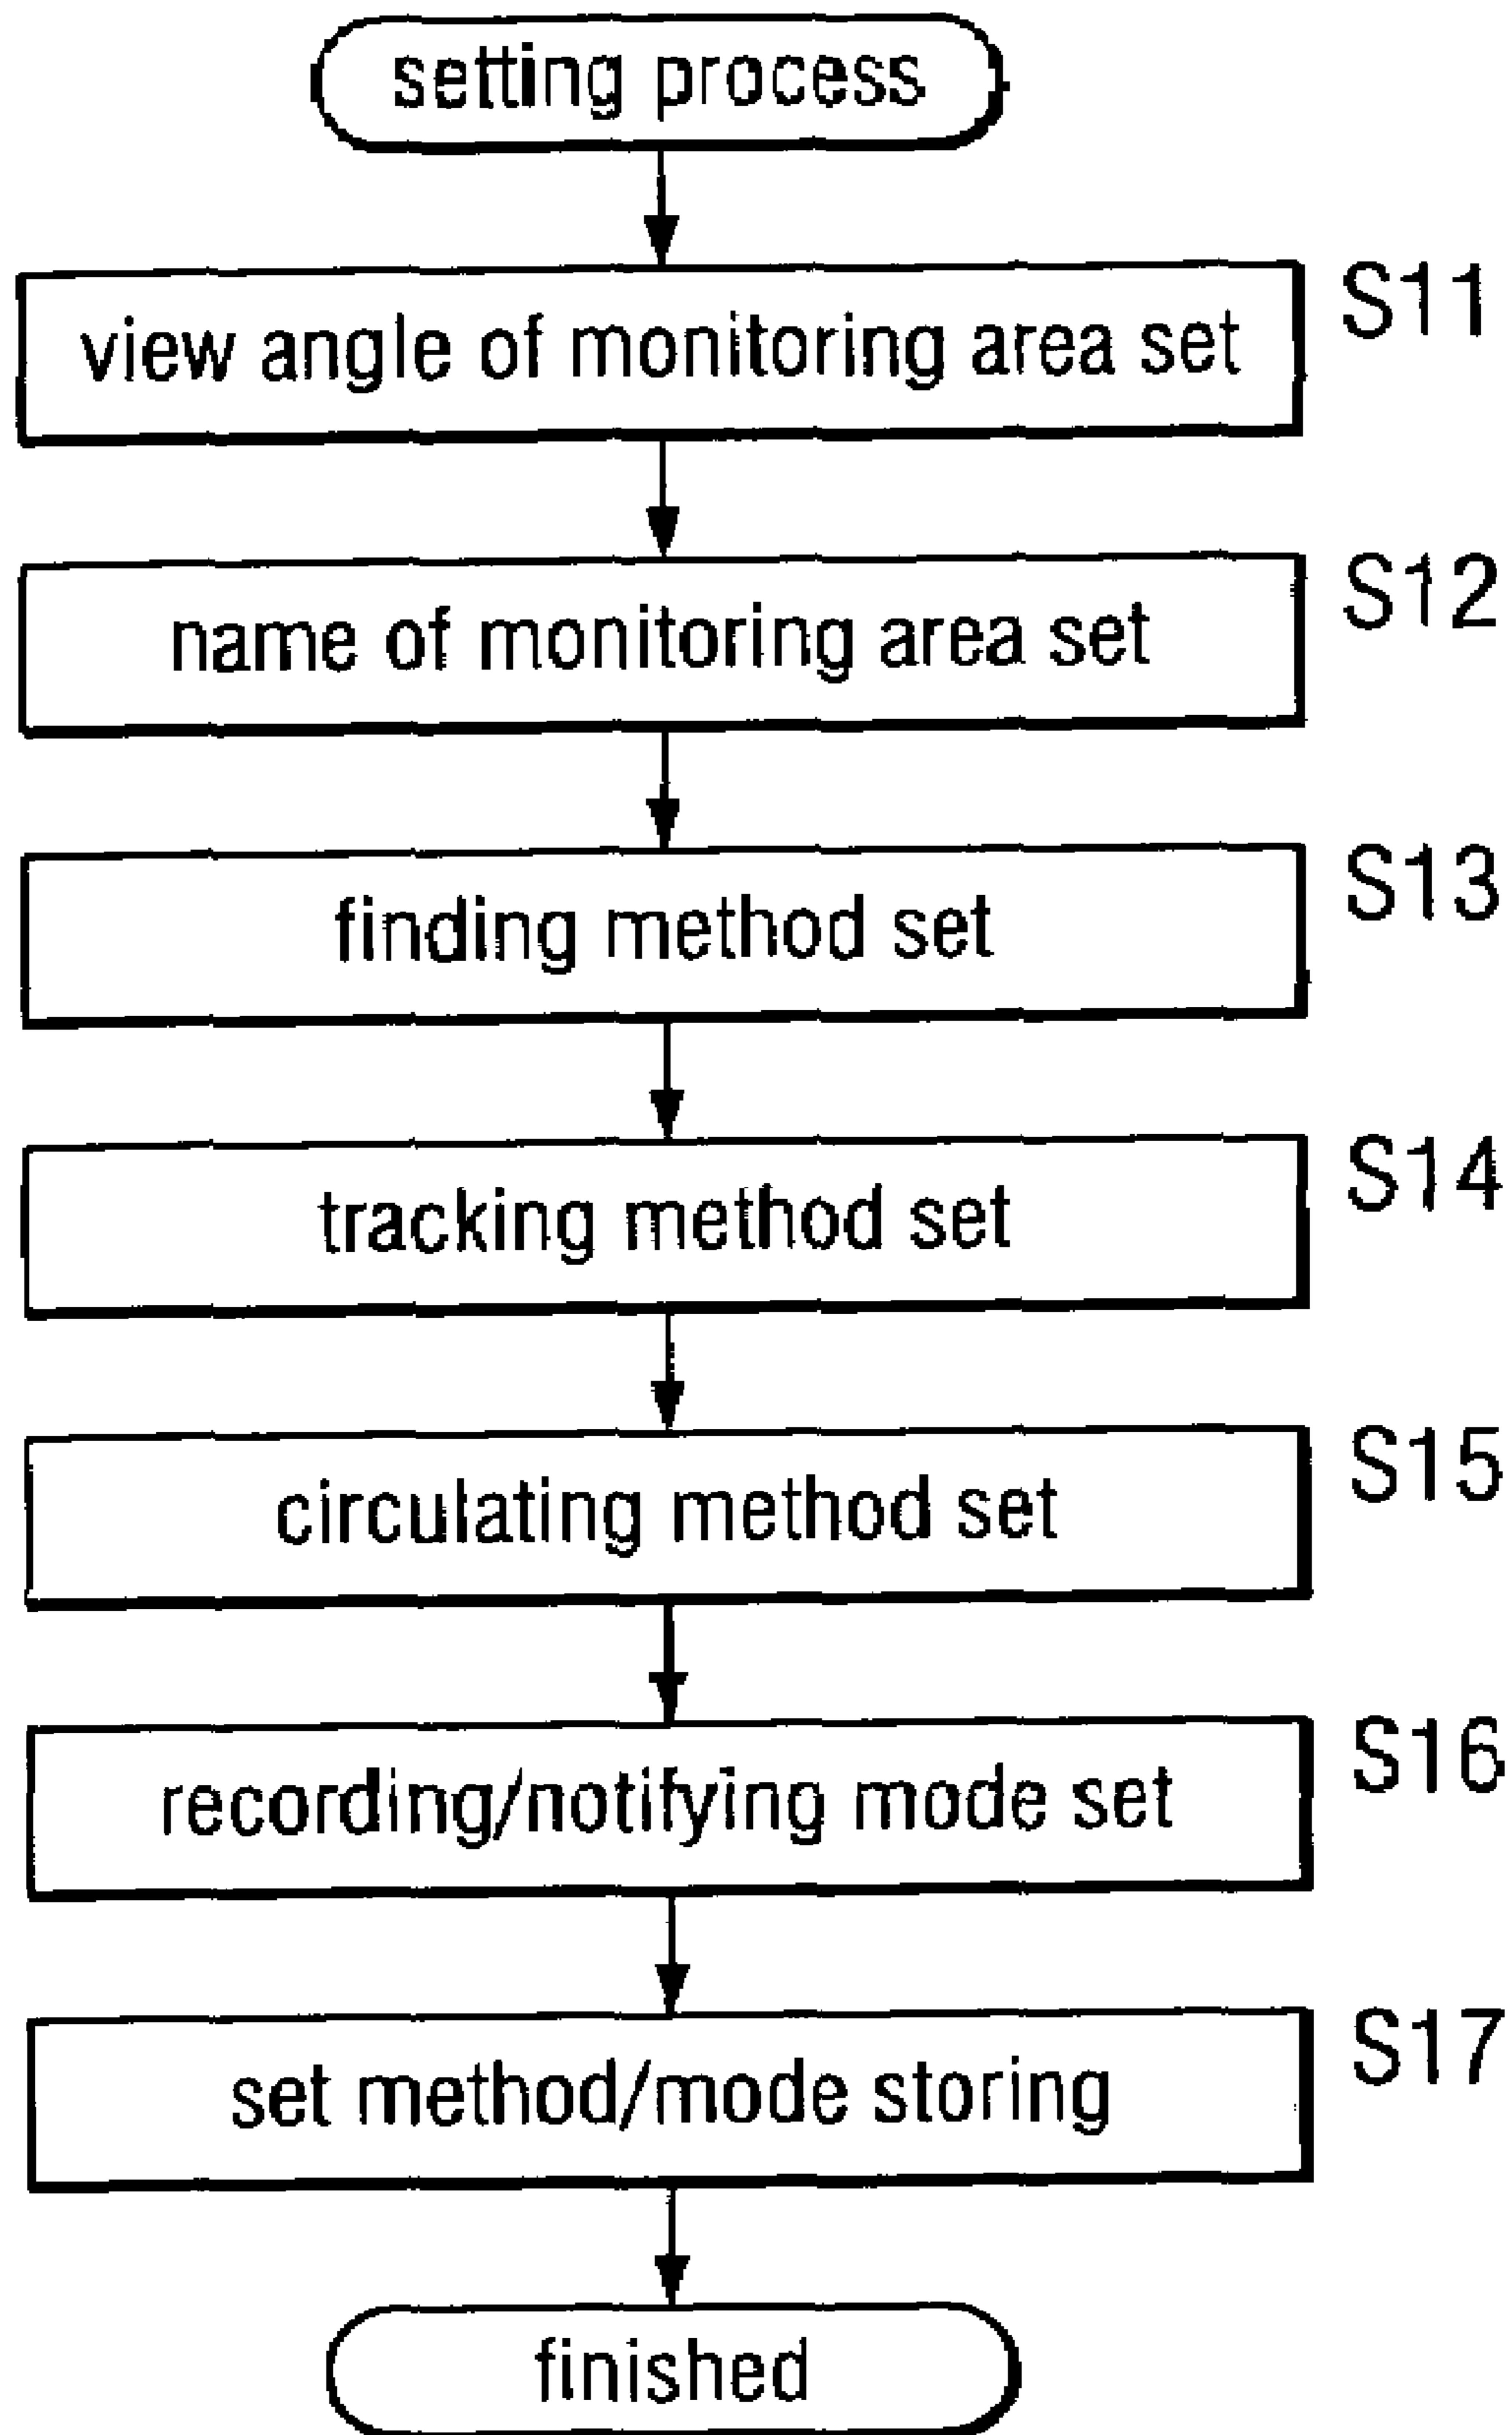 setting process
view angle of monitoring area set
S11
name of monitoring area set
S12
finding method set
S13
tracking method set
S14
circulating method set
S15
recording/notifying mode set
S16
set method/mode storing
S17
finished